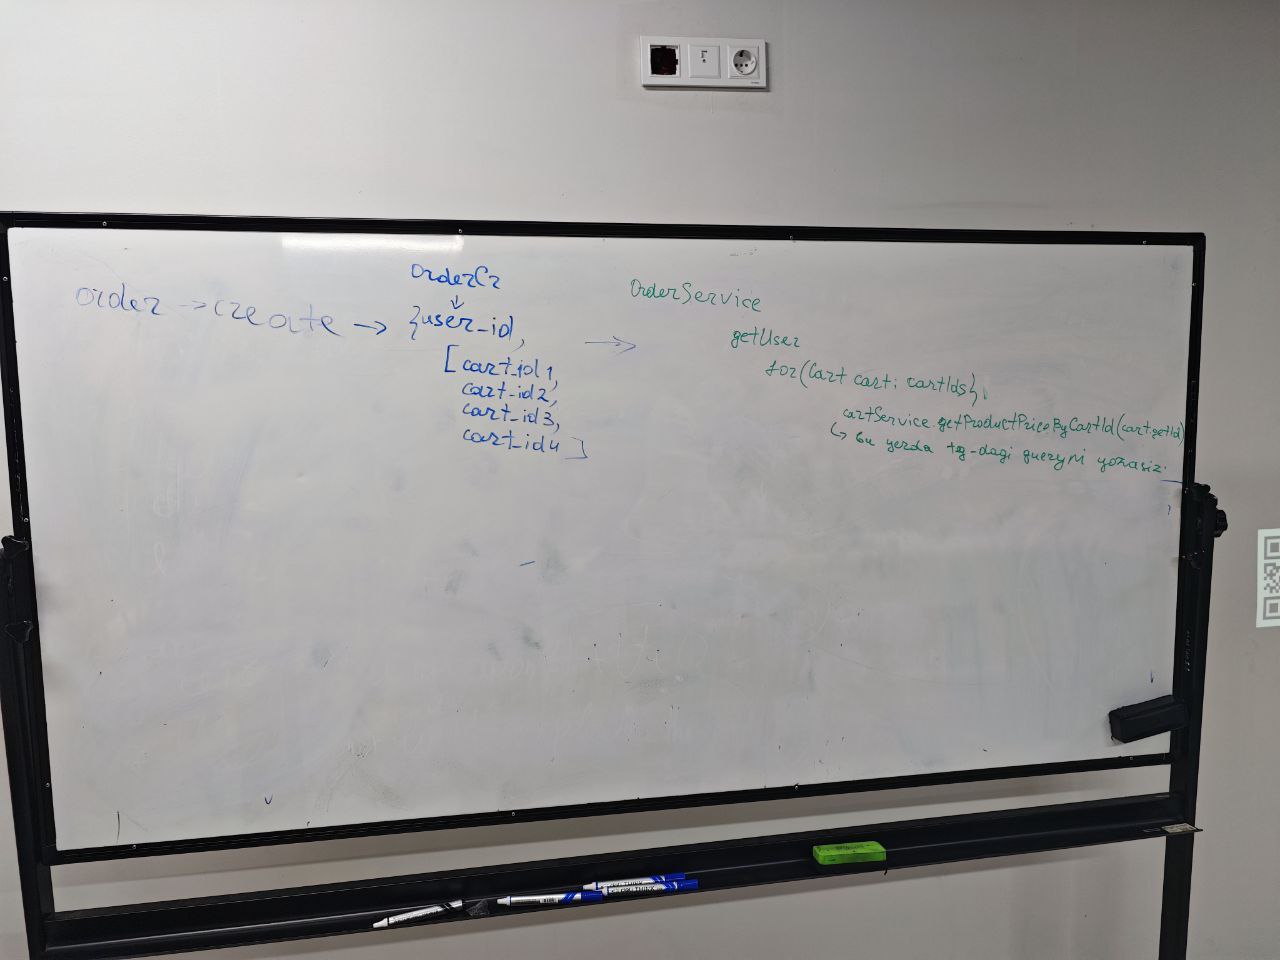 order -> create ->
OrderCr
↓
{user_id,
[cart_id1,
cart_id2,
cart_id3,
cart_id4]
->
OrderService
getUser
for(Cart cart: cartIds){
cartService.getProductPriceByCartId(cart.getId)
↳ bu yerda tg-dagi queryni yozasiz.